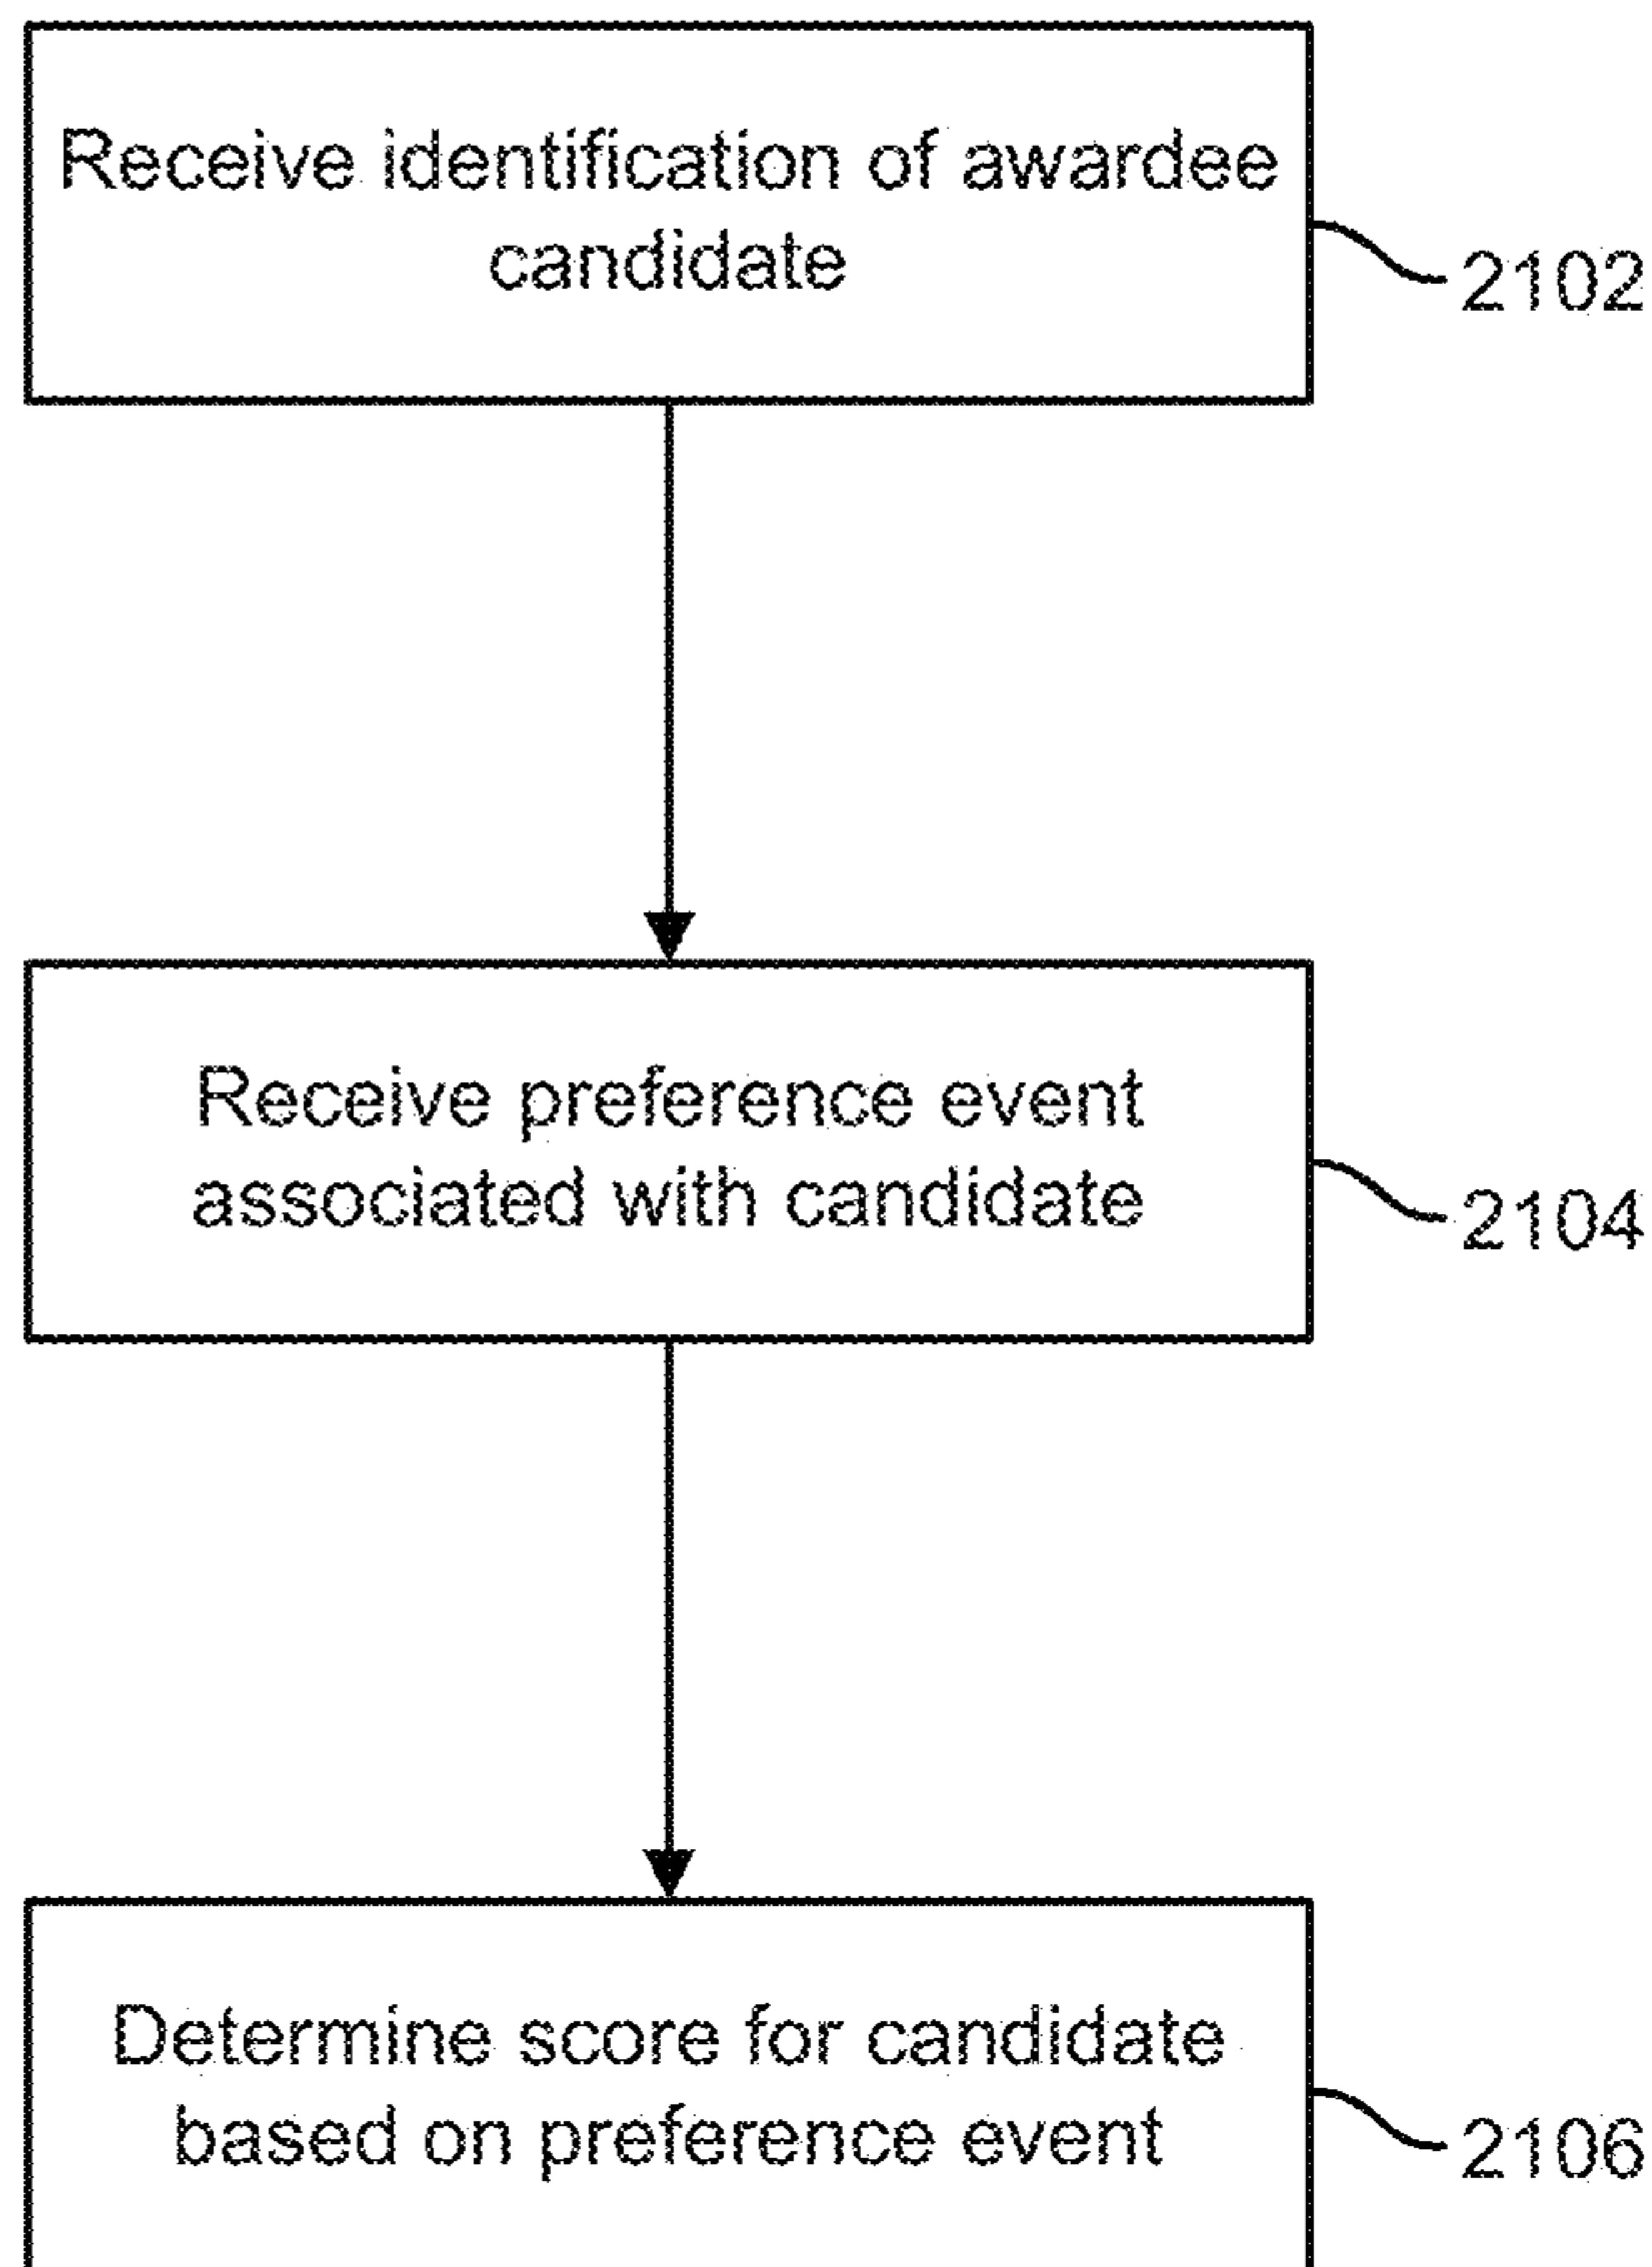 Receive identification of awardee
candidate
2102
Receive preference event
associated with candidate
2104
Determine score for candidate
based on preference event
2106